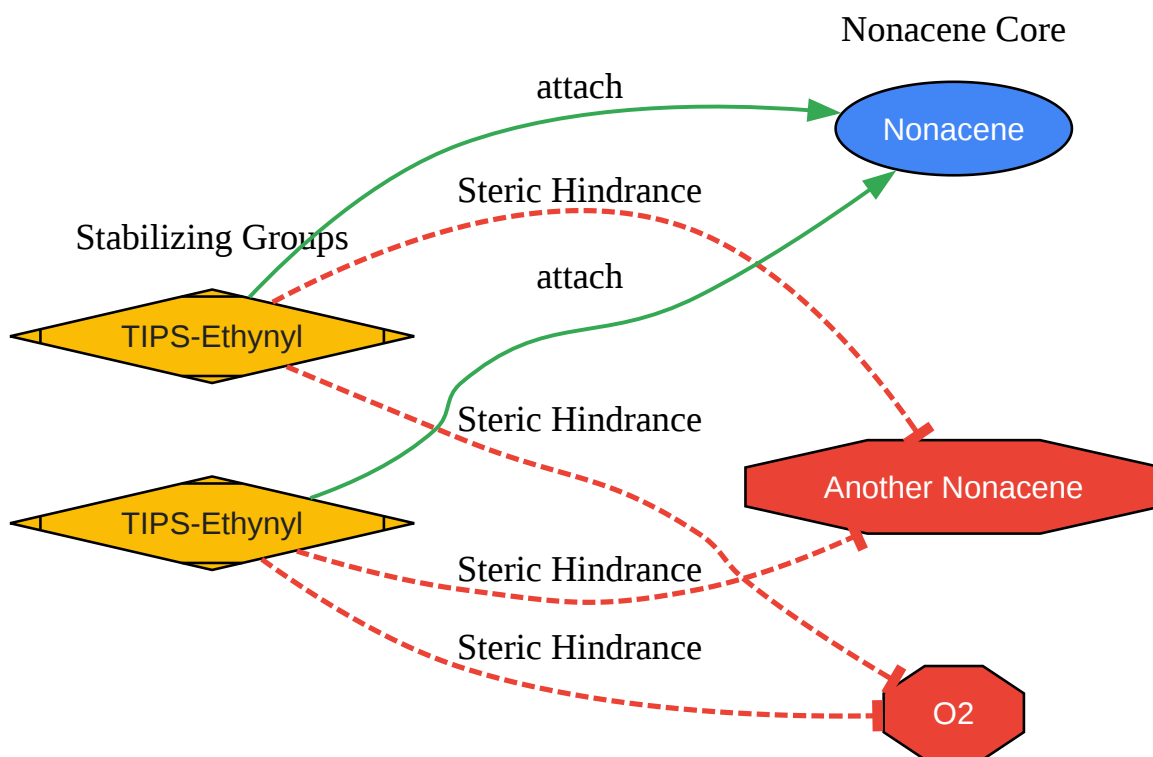 Nonacene Core
attach
Nonacene
Steric Hindrance
Stabilizing Groups
attach
TIPS-Ethynyl
Steric Hindrance
Another Nonacene
TIPS-Ethynyl
Steric Hindrance
Steric Hindrance
O2